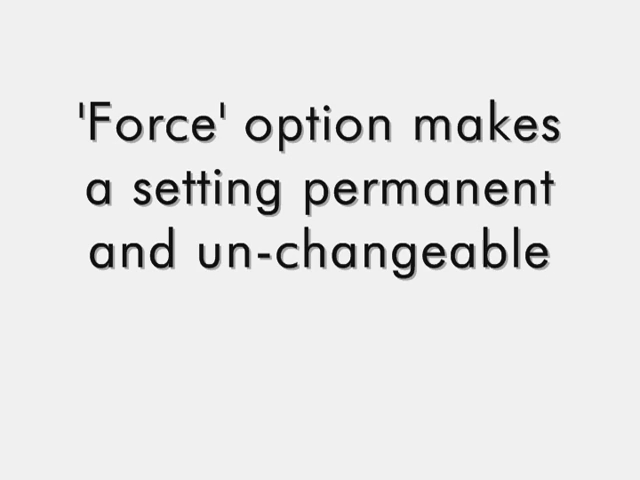 'Force' option makes
a setting permanent
and un-changeable